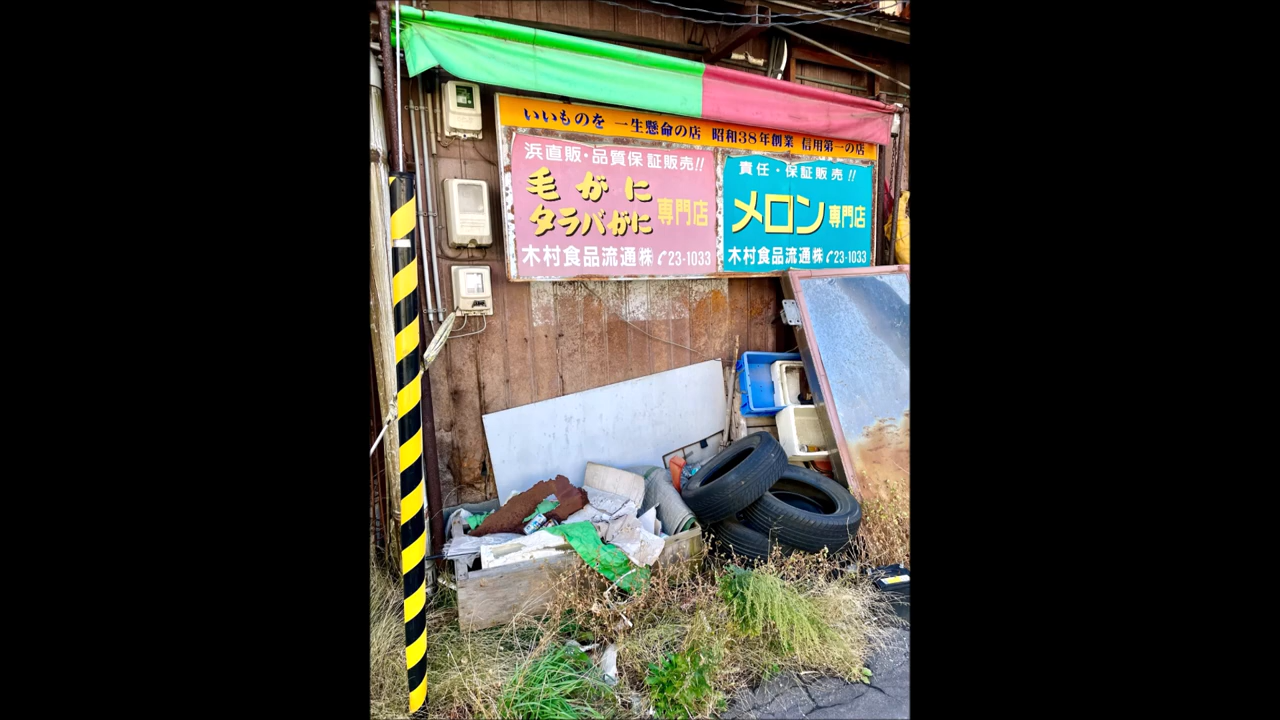 いいものを 一生懸命の店 昭和38年創業 信用第一の店
浜直販・品質保証販売!!
毛がに
タラバがに
専門店
木村食品流通㈱ 23-1033
責任・保証販売!!
メロン専門店
木村食品流通㈱ 23-1033